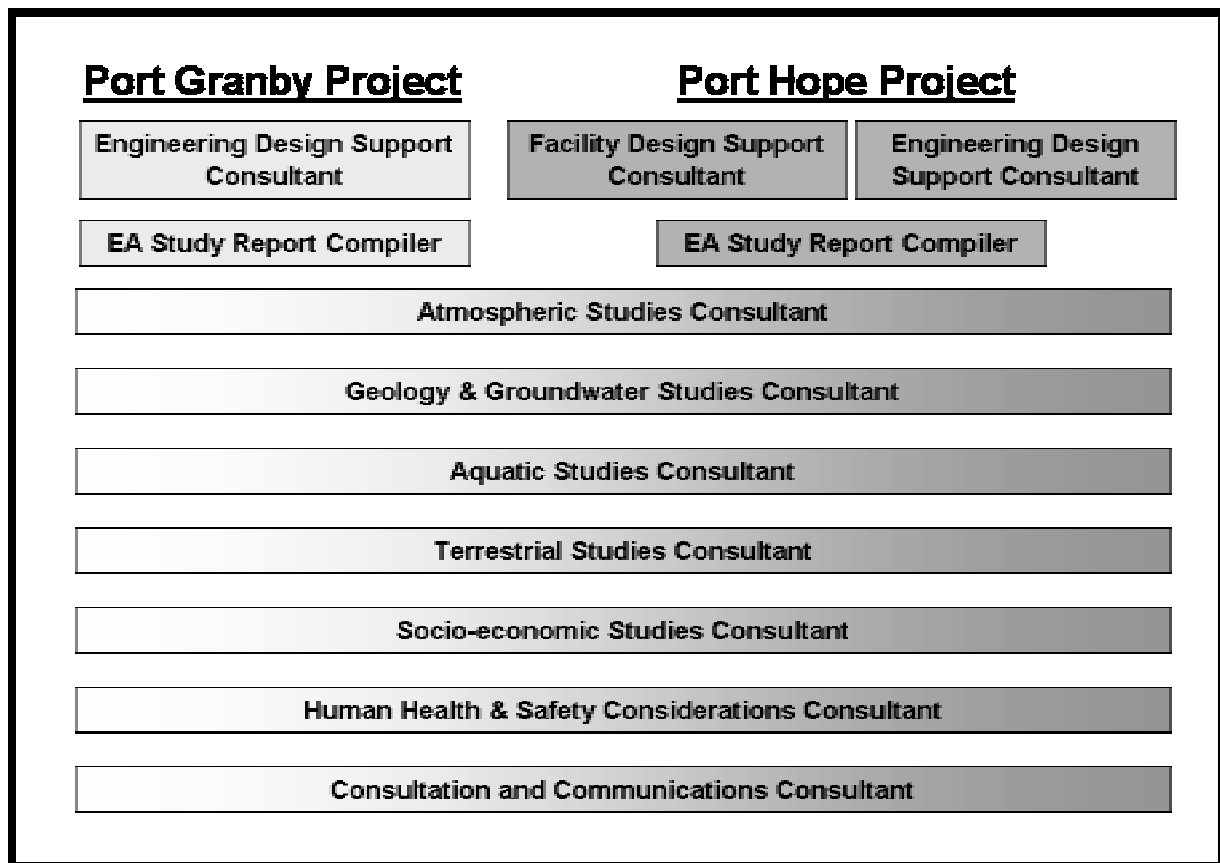 Port Granby Project
Port Hope Project
Engineering Design Support
Consultant
Facility Design Support
Consultant
Engineering Design
Support Consultant
EA Study Report Compiler
EA Study Report Compiler
Atmospheric Studies Consultant
Geology & Groundwater Studies Consultant
Aquatic Studies Consultant
Terrestrial Studies Consultant
Socio-economic Studies Consultant
Human Health & Safety Considerations Consultant
Consultation and Communications Consultant